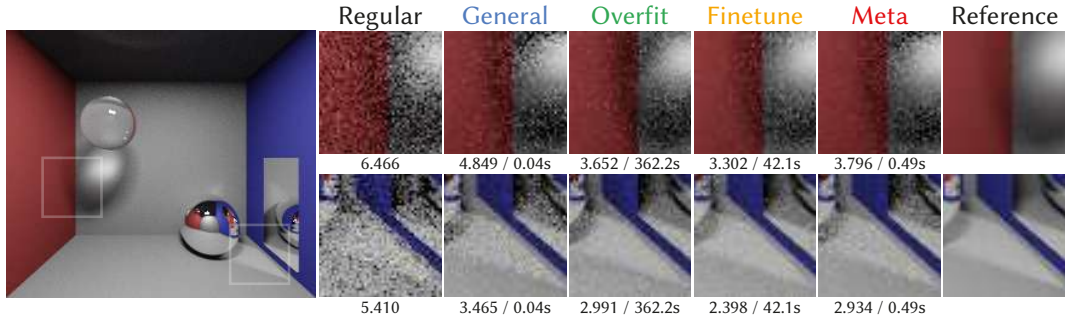 Regular General Overfit Finetune Meta Reference
6.466 4.849 / 0.04s 3.652 / 362.2s 3.302 / 42.1s 3.796 / 0.49s
5.410 3.465 / 0.04s 2.991 / 362.2s 2.398 / 42.1s 2.934 / 0.49s